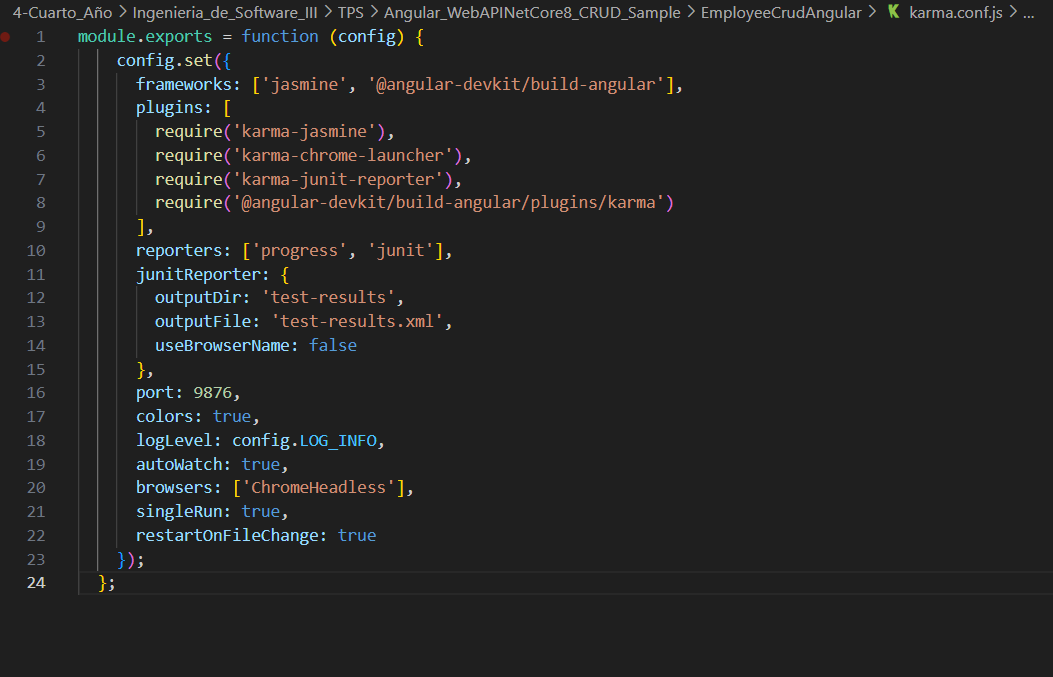 4-Cuarto_Año > Ingenieria_de_Software_III > TPS > Angular_WebAPINetCore8_CRUD_Sample > EmployeeCrudAngular > karma.conf.js > ...
1 module.exports = function (config) {
2     config.set({
3       frameworks: ['jasmine', '@angular-devkit/build-angular'],
4       plugins: [
5         require('karma-jasmine'),
6         require('karma-chrome-launcher'),
7         require('karma-junit-reporter'),
8         require('@angular-devkit/build-angular/plugins/karma')
9       ],
10       reporters: ['progress', 'junit'],
11       junitReporter: {
12         outputDir: 'test-results',
13         outputFile: 'test-results.xml',
14         useBrowserName: false
15       },
16       port: 9876,
17       colors: true,
18       logLevel: config.LOG_INFO,
19       autoWatch: true,
20       browsers: ['ChromeHeadless'],
21       singleRun: true,
22       restartOnFileChange: true
23     });
24   };